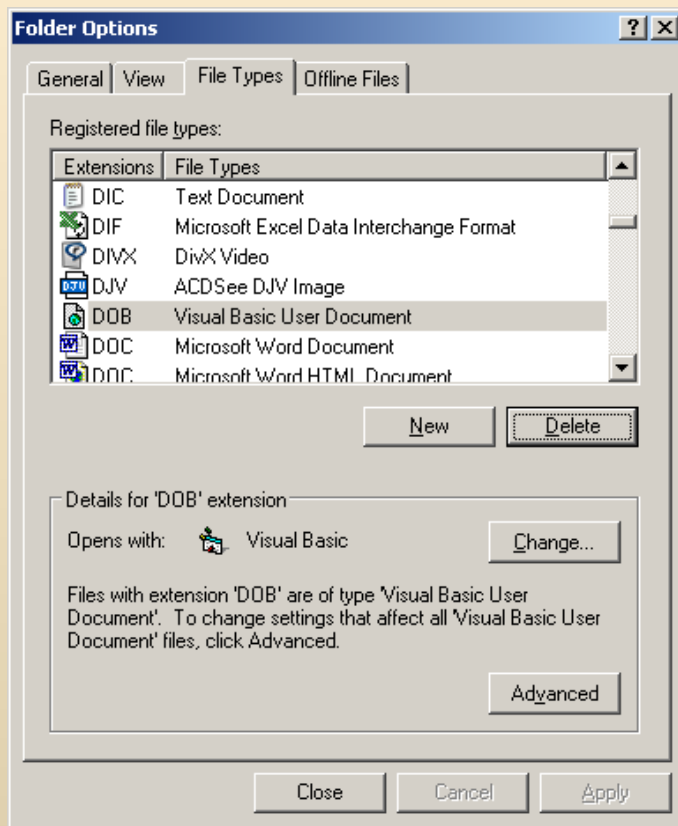 Folder Options
General View File Types Offline Files
Registered file types:
Extensions File Types
DIC Text Document
DIF Microsoft Excel Data Interchange Format
DIVX DivX Video
DJV ACDSee DJV Image
DOB Visual Basic User Document
DOC Microsoft Word Document
DOC Microsoft Word HTML Document
New Delete
Details for 'DOB' extension
Opens with: Visual Basic Change...
Files with extension 'DOB' are of type 'Visual Basic User
Document'. To change settings that affect all 'Visual Basic User
Document' files, click Advanced.
Advanced
Close Cancel Apply